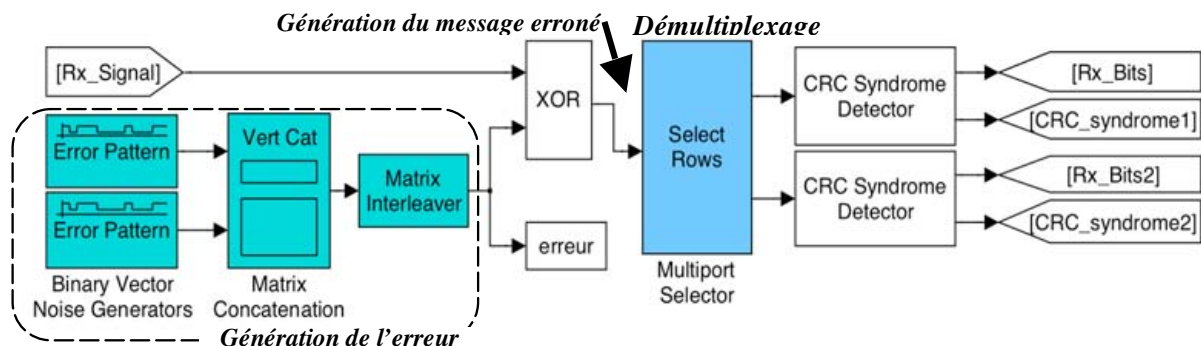 Génération du message erroné
Démultiplexage
[Rx_Signal]
XOR
Error Pattern
Error Pattern
Binary Vector
Noise Generators
Vert Cat
Matrix
Concatenation
Matrix
Interleaver
Génération de l'erreur
erreur
Select
Rows
Multiport
Selector
CRC Syndrome
Detector
CRC Syndrome
Detector
[Rx_Bits]
[CRC_syndrome1]
[Rx_Bits2]
[CRC_syndrome2]